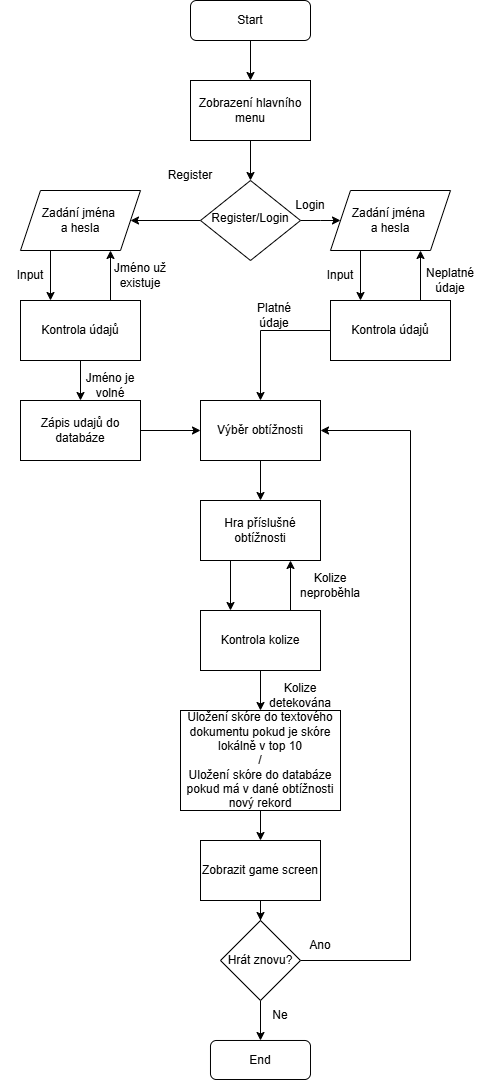 Start
Zobrazení hlavního
menu
Register
Register/Login
Login
Zadání jména
a hesla
Zadání jména
a hesla
Input
Jméno už
existuje
Input
Neplatné
údaje
Kontrola údajů
Platné
údaje
Kontrola údajů
Jméno je
volné
Zápis udajů do
databáze
Výběr obtížnosti
Hra příslušné
obtížnosti
Kolize
neproběhla
Kontrola kolize
Kolize
detekována
Uložení skóre do textového
dokumentu pokud je skóre
lokálně v top 10
/
Uložení skóre do databáze
pokud má v dané obtížnosti
nový rekord
Zobrazit game screen
Hrát znovu?
Ano
Ne
End